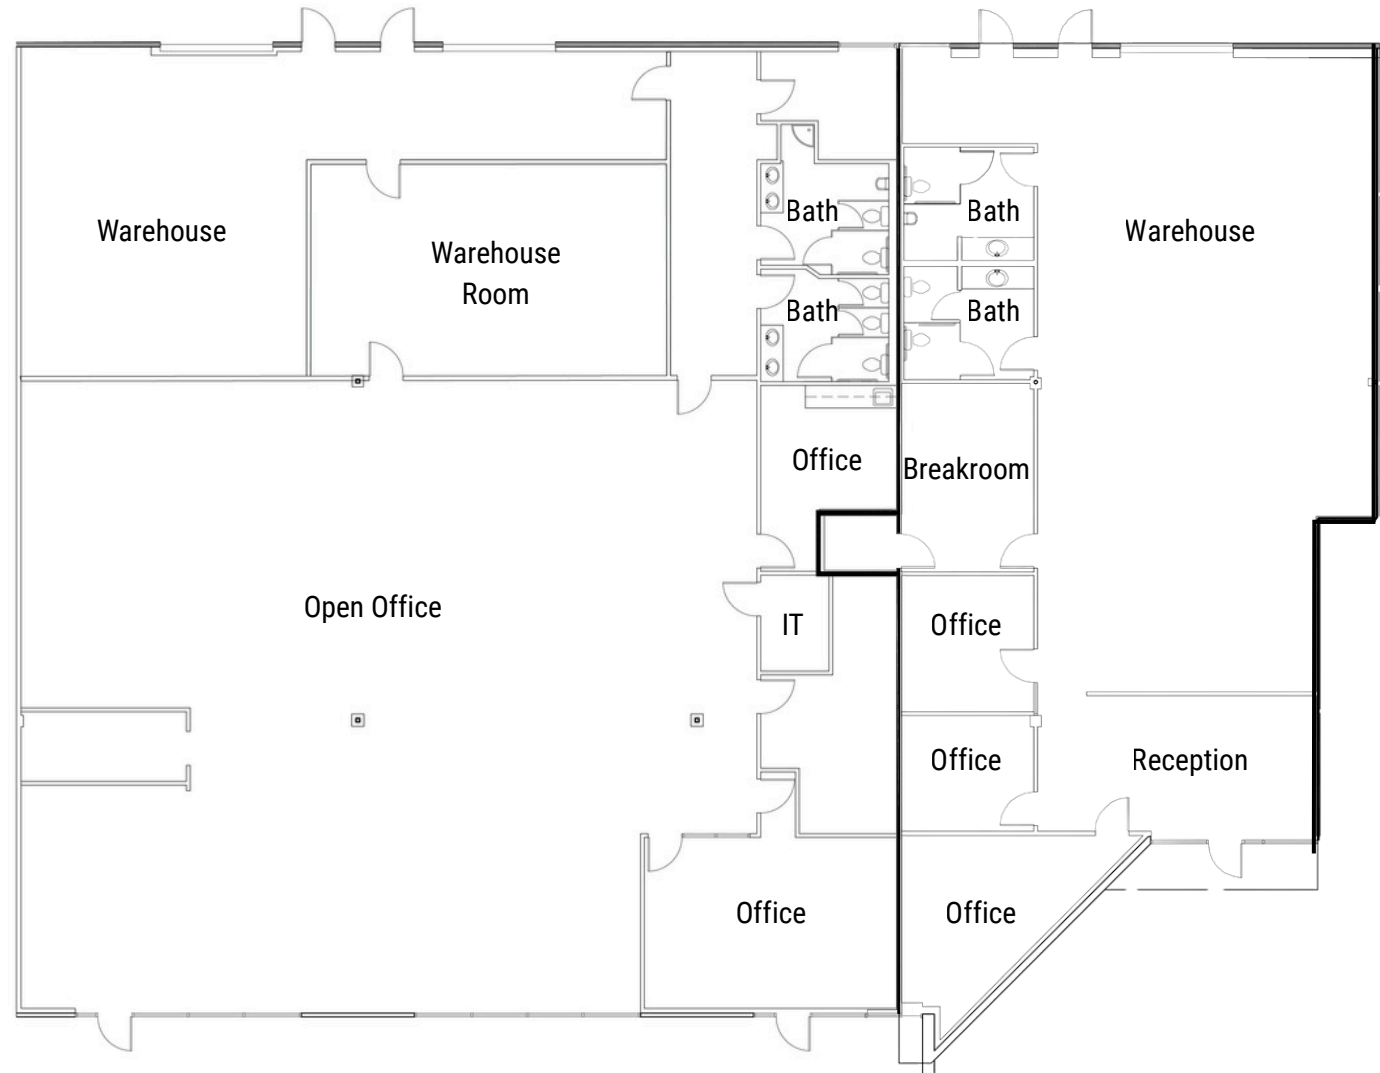 Warehouse
Warehouse
Room
Bath
Bath
Bath
Bath
Warehouse
Office
Breakroom
Open Office
IT
Office
Office
Reception
Office
Office